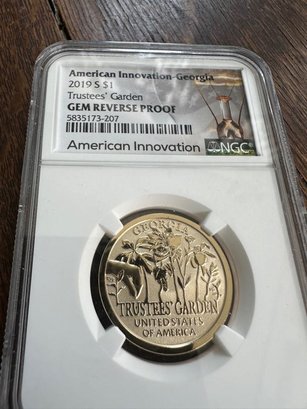 American Innovation-Georgia
2019 S $1
Trustees' Garden
GEM REVERSE PROOF
5835173-207
American Innovation
NGC
GEORGIA
TRUSTEES' GARDEN
UNITED STATES
OF AMERICA